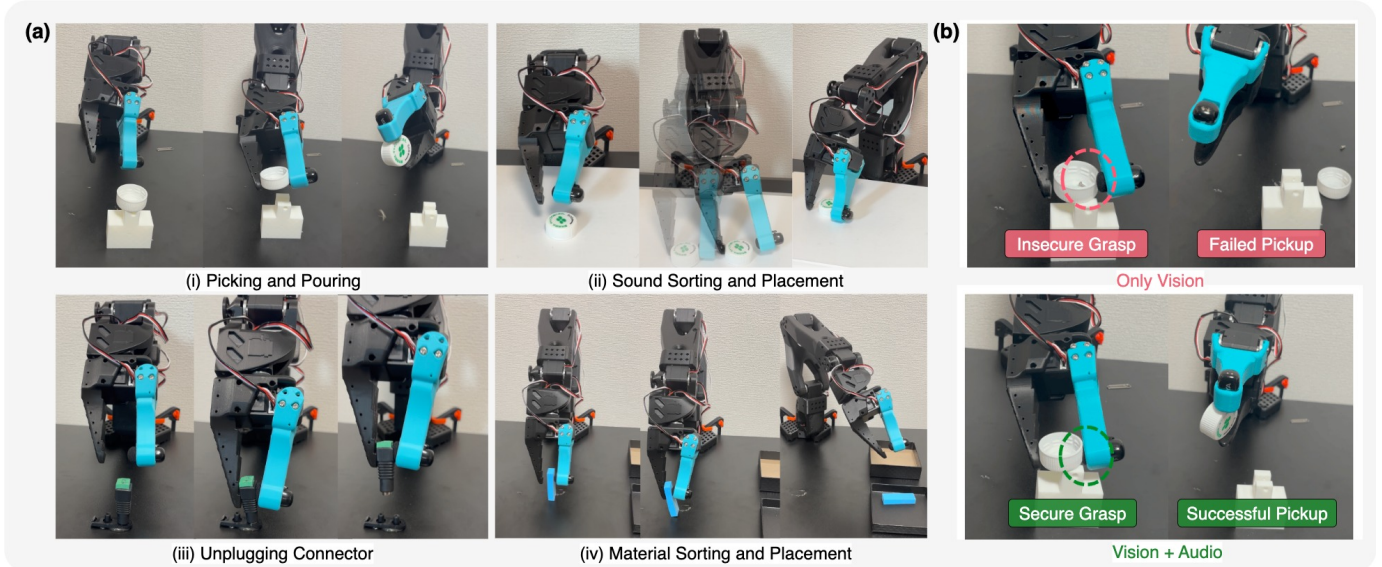 (a)
(b)
Insecure Grasp
Failed Pickup
(i) Picking and Pouring
(ii) Sound Sorting and Placement
Only Vision
Secure Grasp
Successful Pickup
(iii) Unplugging Connector
(iv) Material Sorting and Placement
Vision + Audio